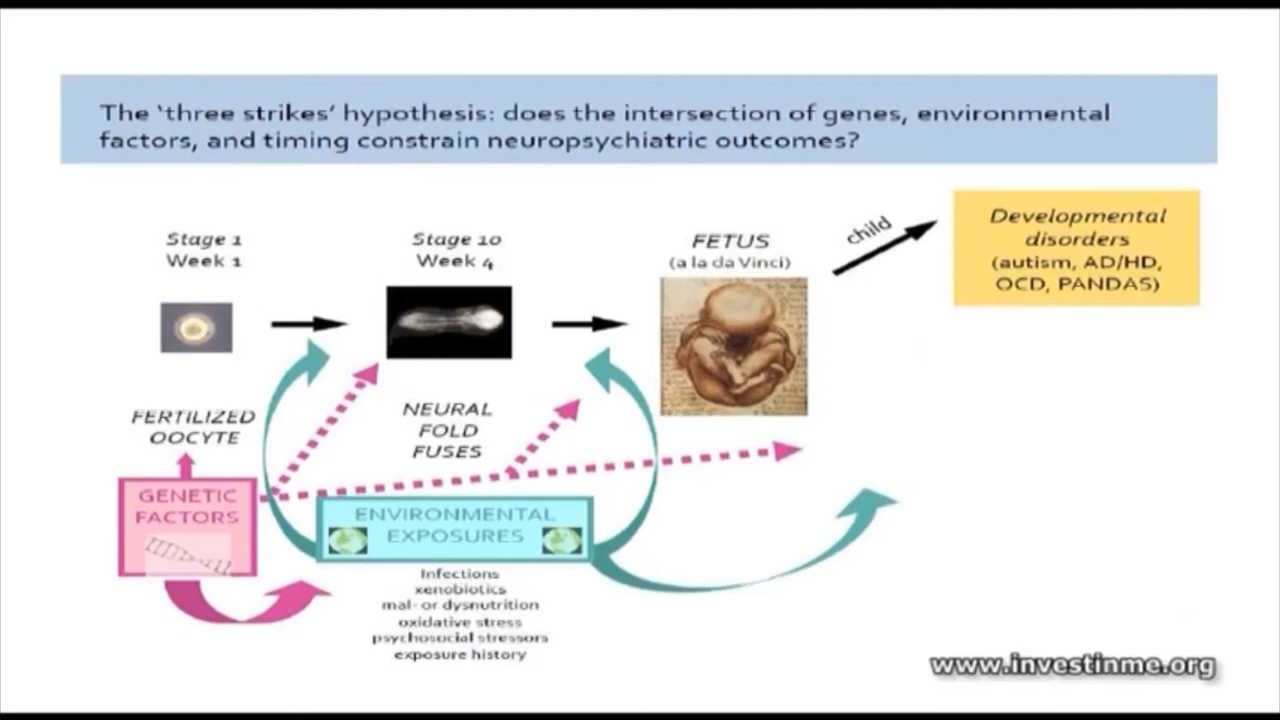 The 'three strikes' hypothesis: does the intersection of genes, environmental
factors, and timing constrain neuropsychiatric outcomes?
Stage 1
Week 1
Stage 10
Week 4
FETUS
(a la da Vinci)
child
Developmental
disorders
(autism, AD/HD,
OCD, PANDAS)
FERTILIZED
OOCYTE
NEURAL
FOLD
FUSES
GENETIC
FACTORS
ENVIRONMENTAL
EXPOSURES
Infections
xenobiotics
mal- or dysnutrition
oxidative stress
psychosocial stressors
exposure history
www.investinme.org